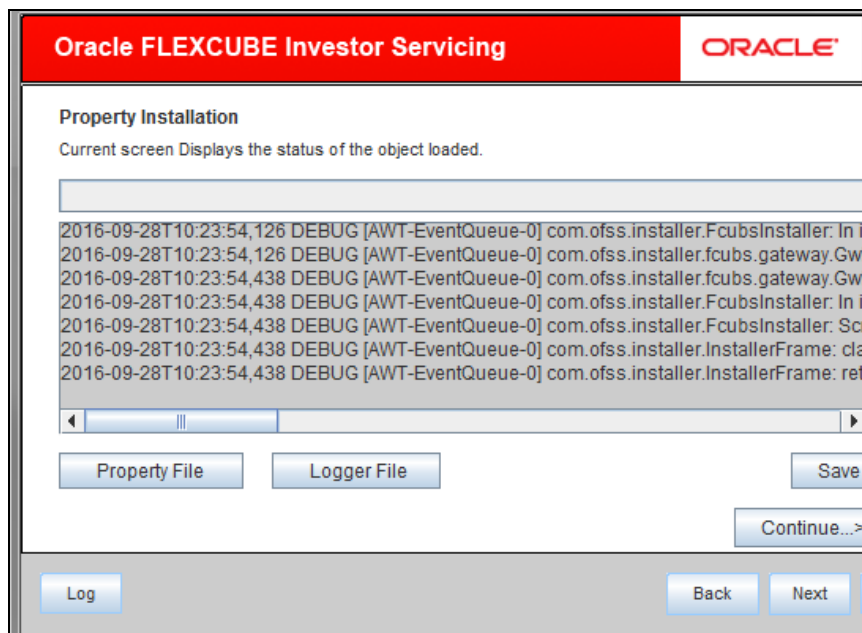 Oracle FLEXCUBE Investor Servicing
ORACLE
Property Installation
Current screen Displays the status of the object loaded.
2016-09-28T10:23:54,126 DEBUG [AWT-EventQueue-0] com.ofss.installer.FcubsInstaller: In i
2016-09-28T10:23:54,126 DEBUG [AWT-EventQueue-0] com.ofss.installer.fcubs.gateway.Gw
2016-09-28T10:23:54,438 DEBUG [AWT-EventQueue-0] com.ofss.installer.fcubs.gateway.Gw
2016-09-28T10:23:54,438 DEBUG [AWT-EventQueue-0] com.ofss.installer.FcubsInstaller: In i
2016-09-28T10:23:54,438 DEBUG [AWT-EventQueue-0] com.ofss.installer.FcubsInstaller: Scr
2016-09-28T10:23:54,438 DEBUG [AWT-EventQueue-0] com.ofss.installer.InstallerFrame: cla
2016-09-28T10:23:54,438 DEBUG [AWT-EventQueue-0] com.ofss.installer.InstallerFrame: ret
Property File Logger File Save
Continue...>
Log Back Next